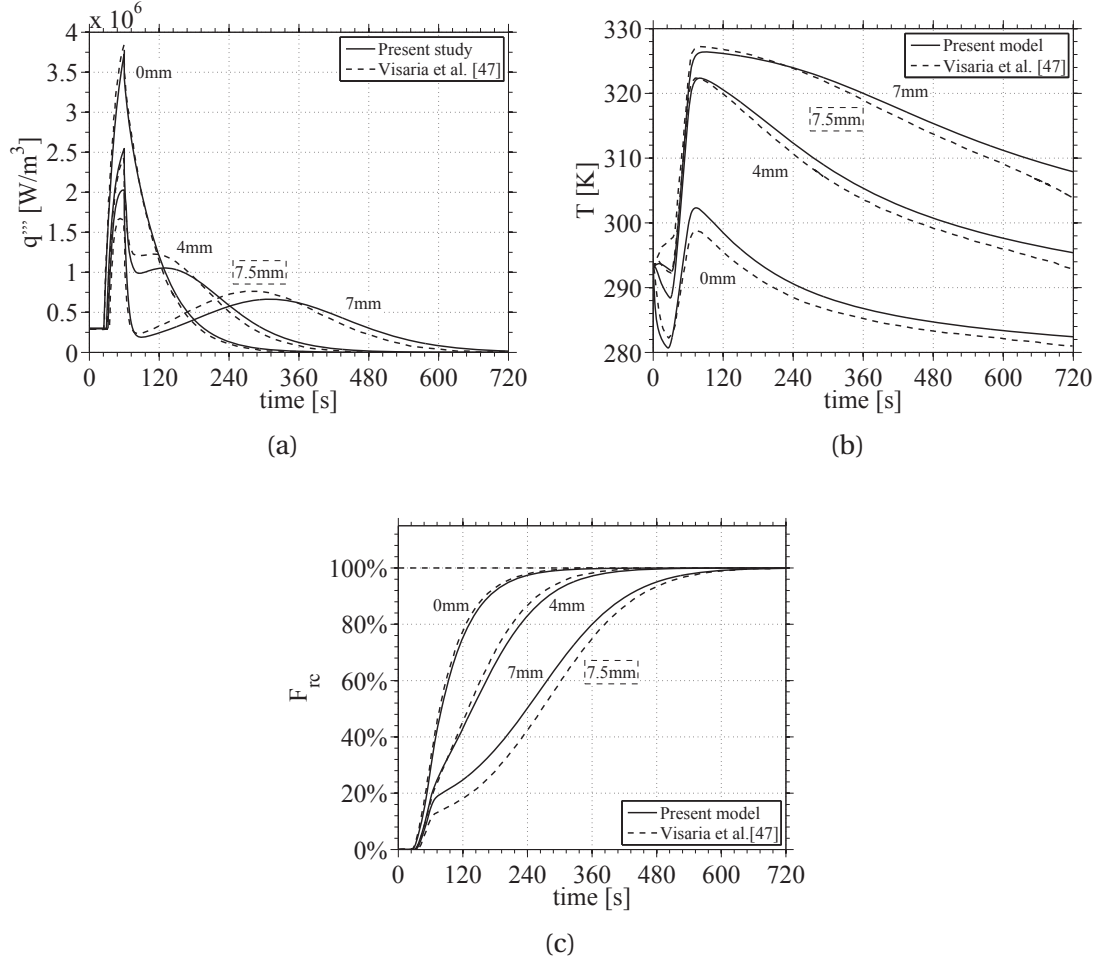 x 10⁶
4
3.5
3
2.5
2
1.5
1
0.5
0
q''' [W/m³]
0 120 240 360 480 600 720
time [s]
Present study
Visaria et al. [47]
0mm
4mm
7.5mm
7mm
(a)
330
320
310
300
290
280
T [K]
0 120 240 360 480 600 720
time [s]
Present model
Visaria et al. [47]
7mm
7.5mm
4mm
0mm
(b)
100%
80%
60%
40%
20%
0%
F_rc
0 120 240 360 480 600 720
time [s]
0mm
4mm
7mm
7.5mm
Present model
Visaria et al.[47]
(c)